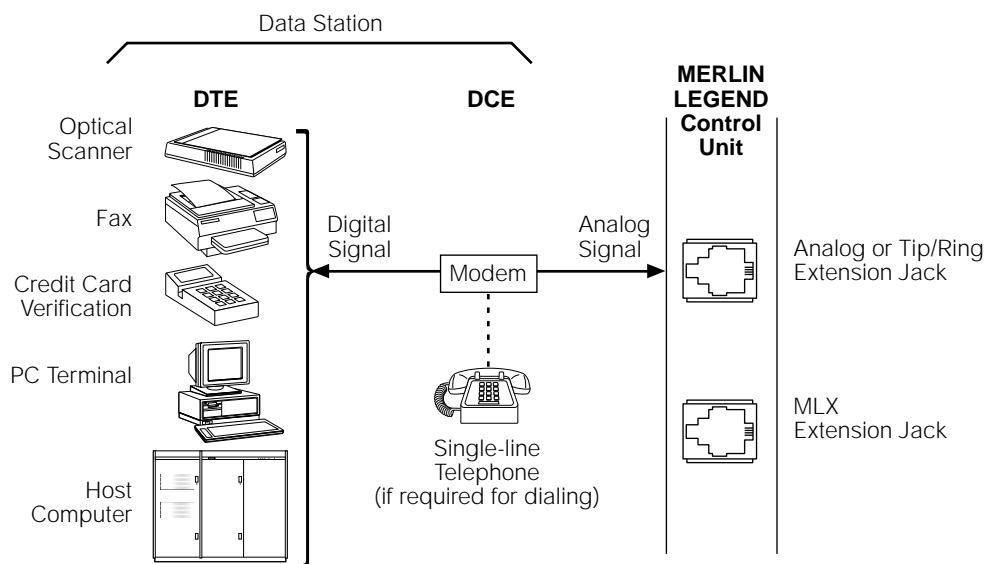 Data Station
DTE
DCE
MERLIN
LEGEND
Control
Unit
Optical
Scanner
Fax
Credit Card
Verification
PC Terminal
Host
Computer
Digital
Signal
Modem
Analog
Signal
Single-line
Telephone
(if required for dialing)
Analog or Tip/Ring
Extension Jack
MLX
Extension Jack